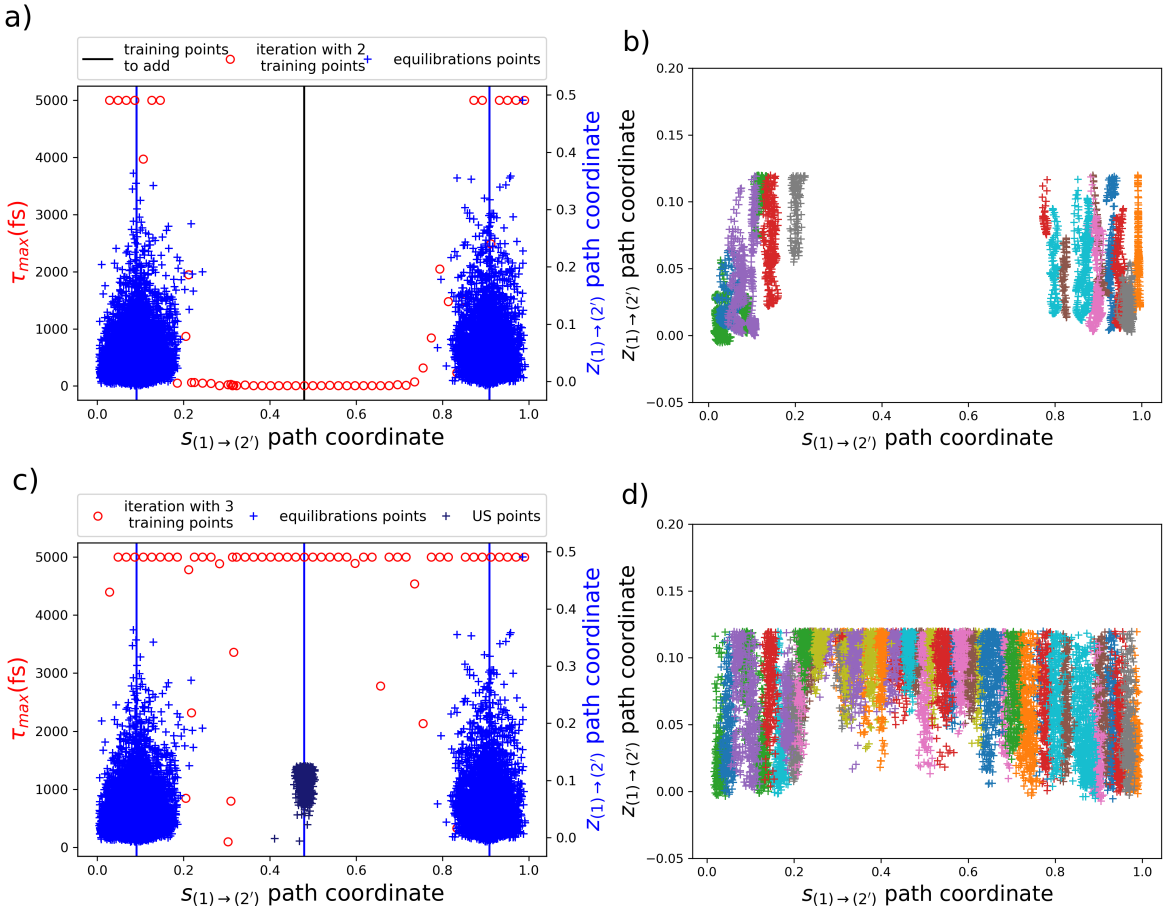 a)
training points
to add
iteration with 2
training points
equilibrations points
5000
4000
3000
2000
1000
0
τmax(fs)
0.5
0.4
0.3
0.2
0.1
0.0
z(1)→(2′) path coordinate
0.0 0.2 0.4 0.6 0.8 1.0
s(1)→(2′) path coordinate
b)
0.20
0.15
0.10
0.05
0.00
−0.05
z(1)→(2′) path coordinate
0.0 0.2 0.4 0.6 0.8 1.0
s(1)→(2′) path coordinate
c)
iteration with 3
training points
equilibrations points
US points
5000
4000
3000
2000
1000
0
τmax(fs)
0.5
0.4
0.3
0.2
0.1
0.0
z(1)→(2′) path coordinate
0.0 0.2 0.4 0.6 0.8 1.0
s(1)→(2′) path coordinate
d)
0.20
0.15
0.10
0.05
0.00
−0.05
z(1)→(2′) path coordinate
0.0 0.2 0.4 0.6 0.8 1.0
s(1)→(2′) path coordinate